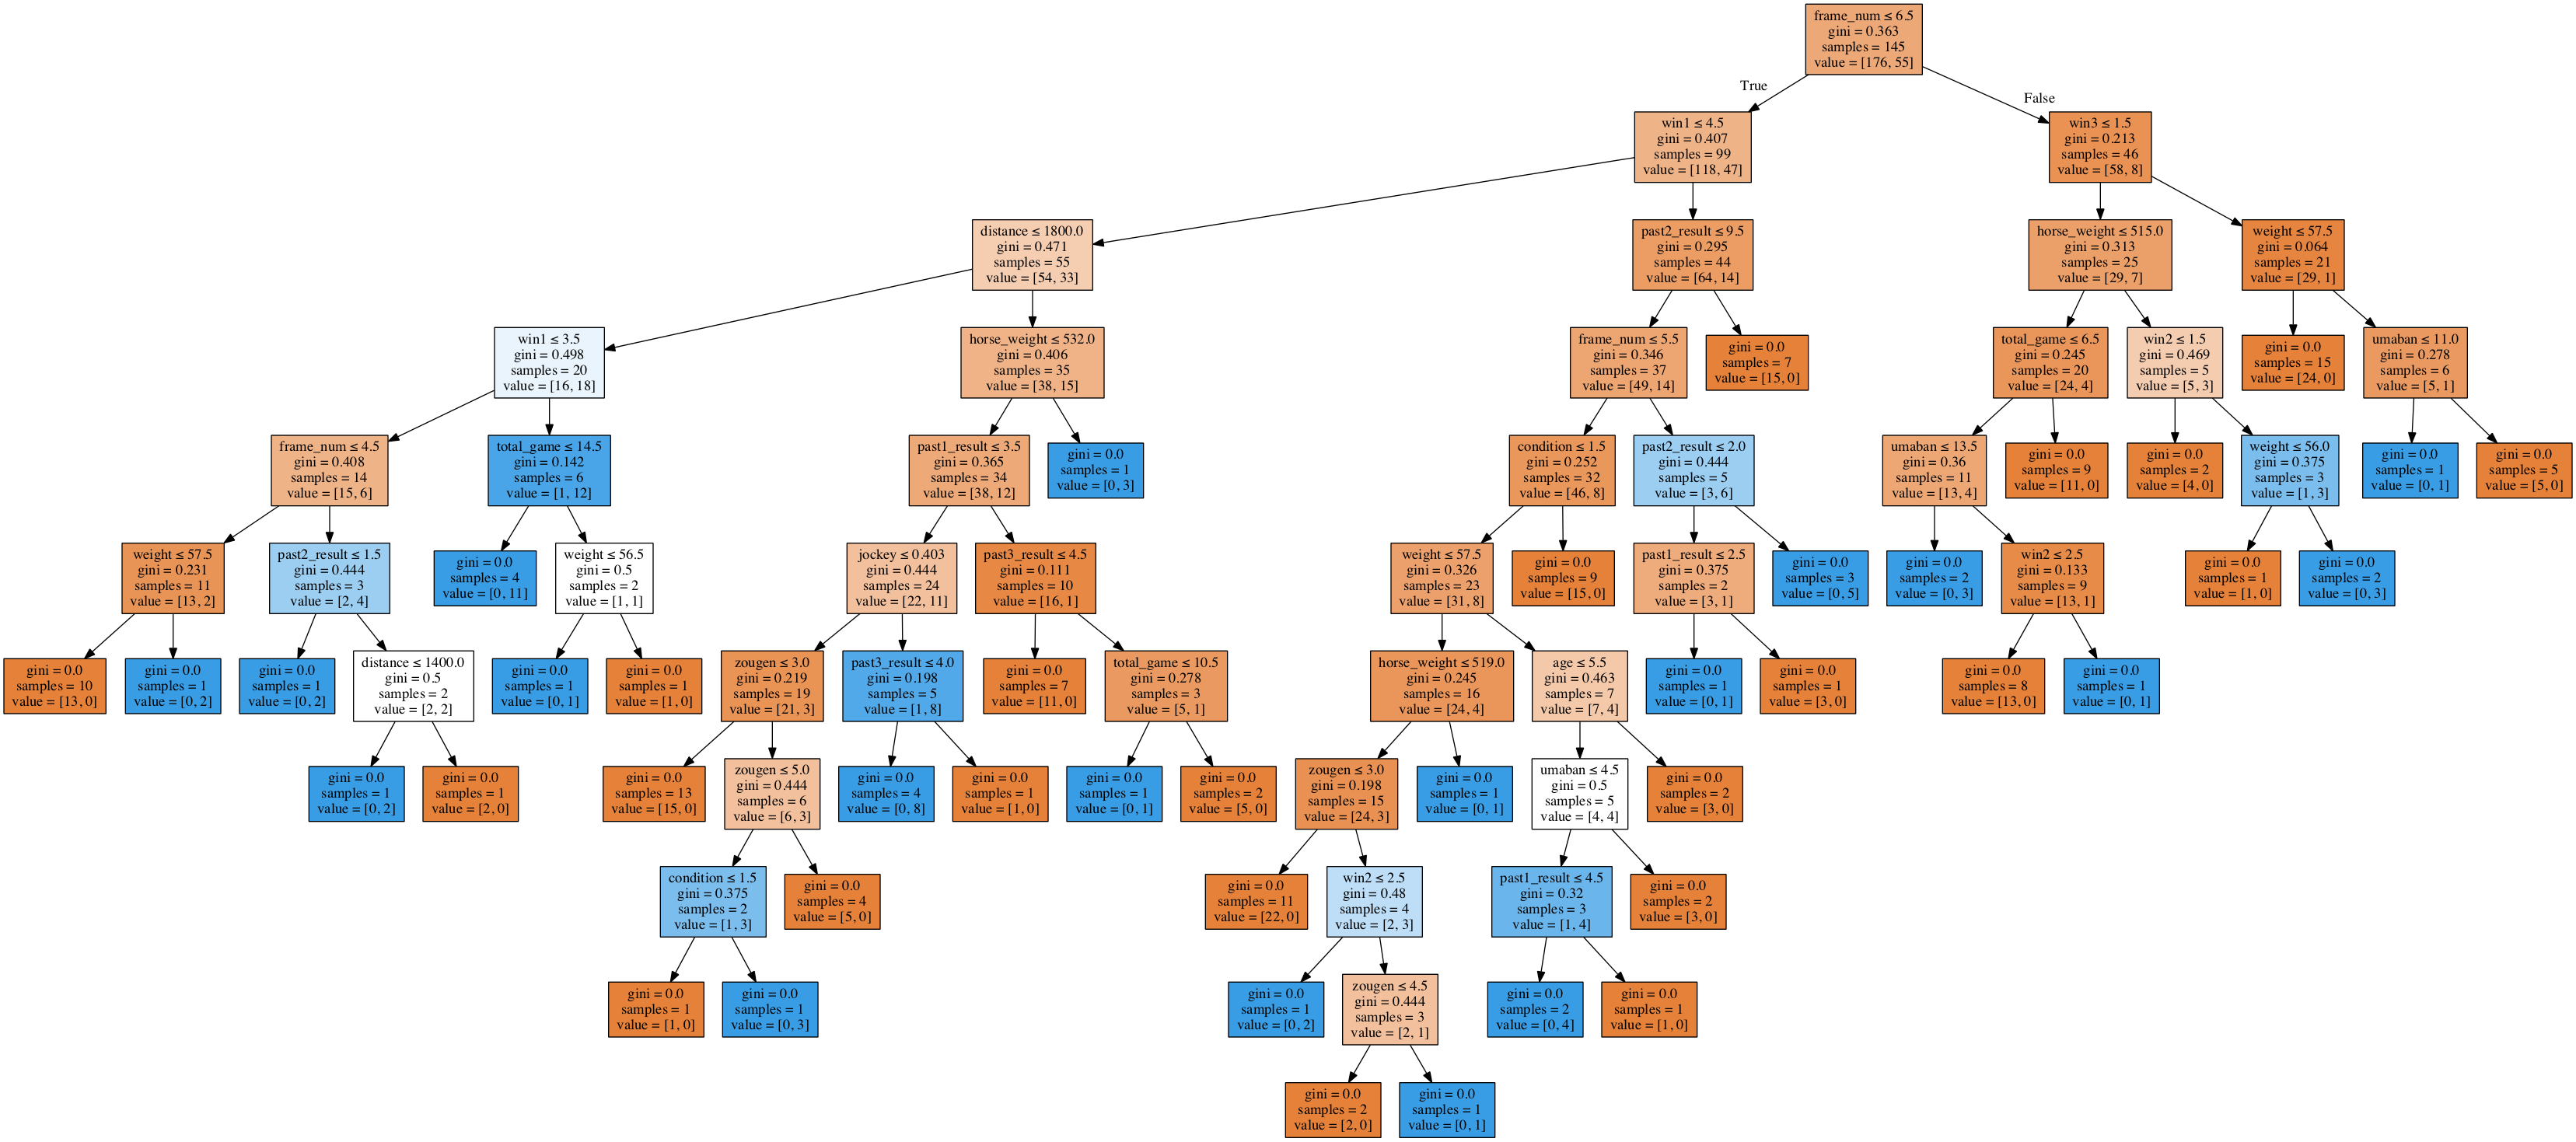 frame_num ≤ 6.5
gini = 0.363
samples = 145
value = [176, 55]
True
False
win1 ≤ 4.5
gini = 0.407
samples = 99
value = [118, 47]
win3 ≤ 1.5
gini = 0.213
samples = 46
value = [58, 8]
distance ≤ 1800.0
gini = 0.471
samples = 55
value = [54, 33]
past2_result ≤ 9.5
gini = 0.295
samples = 44
value = [64, 14]
horse_weight ≤ 515.0
gini = 0.313
samples = 25
value = [29, 7]
weight ≤ 57.5
gini = 0.064
samples = 21
value = [29, 1]
win1 ≤ 3.5
gini = 0.498
samples = 20
value = [16, 18]
horse_weight ≤ 532.0
gini = 0.406
samples = 35
value = [38, 15]
frame_num ≤ 5.5
gini = 0.346
samples = 37
value = [49, 14]
gini = 0.0
samples = 7
value = [15, 0]
total_game ≤ 6.5
gini = 0.245
samples = 20
value = [24, 4]
win2 ≤ 1.5
gini = 0.469
samples = 5
value = [5, 3]
gini = 0.0
samples = 15
value = [24, 0]
umaban ≤ 11.0
gini = 0.278
samples = 6
value = [5, 1]
frame_num ≤ 4.5
gini = 0.408
samples = 14
value = [15, 6]
total_game ≤ 14.5
gini = 0.142
samples = 6
value = [1, 12]
past1_result ≤ 3.5
gini = 0.365
samples = 34
value = [38, 12]
gini = 0.0
samples = 1
value = [0, 3]
condition ≤ 1.5
gini = 0.252
samples = 32
value = [46, 8]
past2_result ≤ 2.0
gini = 0.444
samples = 5
value = [3, 6]
umaban ≤ 13.5
gini = 0.36
samples = 11
value = [13, 4]
gini = 0.0
samples = 9
value = [11, 0]
gini = 0.0
samples = 2
value = [4, 0]
weight ≤ 56.0
gini = 0.375
samples = 3
value = [1, 3]
gini = 0.0
samples = 1
value = [0, 1]
gini = 0.0
samples = 5
value = [5, 0]
weight ≤ 57.5
gini = 0.231
samples = 11
value = [13, 2]
past2_result ≤ 1.5
gini = 0.444
samples = 3
value = [2, 4]
gini = 0.0
samples = 4
value = [0, 11]
weight ≤ 56.5
gini = 0.5
samples = 2
value = [1, 1]
jockey ≤ 0.403
gini = 0.444
samples = 24
value = [22, 11]
past3_result ≤ 4.5
gini = 0.111
samples = 10
value = [16, 1]
weight ≤ 57.5
gini = 0.326
samples = 23
value = [31, 8]
gini = 0.0
samples = 9
value = [15, 0]
past1_result ≤ 2.5
gini = 0.375
samples = 2
value = [3, 1]
gini = 0.0
samples = 3
value = [0, 5]
gini = 0.0
samples = 2
value = [0, 3]
win2 ≤ 2.5
gini = 0.133
samples = 9
value = [13, 1]
gini = 0.0
samples = 1
value = [1, 0]
gini = 0.0
samples = 2
value = [0, 3]
gini = 0.0
samples = 10
value = [13, 0]
gini = 0.0
samples = 1
value = [0, 2]
gini = 0.0
samples = 1
value = [0, 2]
distance ≤ 1400.0
gini = 0.5
samples = 2
value = [2, 2]
gini = 0.0
samples = 1
value = [0, 1]
gini = 0.0
samples = 1
value = [1, 0]
zougen ≤ 3.0
gini = 0.219
samples = 19
value = [21, 3]
past3_result ≤ 4.0
gini = 0.198
samples = 5
value = [1, 8]
gini = 0.0
samples = 7
value = [11, 0]
total_game ≤ 10.5
gini = 0.278
samples = 3
value = [5, 1]
horse_weight ≤ 519.0
gini = 0.245
samples = 16
value = [24, 4]
age ≤ 5.5
gini = 0.463
samples = 7
value = [7, 4]
gini = 0.0
samples = 1
value = [0, 1]
gini = 0.0
samples = 1
value = [3, 0]
gini = 0.0
samples = 8
value = [13, 0]
gini = 0.0
samples = 1
value = [0, 1]
gini = 0.0
samples = 1
value = [0, 2]
gini = 0.0
samples = 1
value = [2, 0]
gini = 0.0
samples = 13
value = [15, 0]
zougen ≤ 5.0
gini = 0.444
samples = 6
value = [6, 3]
gini = 0.0
samples = 4
value = [0, 8]
gini = 0.0
samples = 1
value = [1, 0]
gini = 0.0
samples = 1
value = [0, 1]
gini = 0.0
samples = 2
value = [5, 0]
zougen ≤ 3.0
gini = 0.198
samples = 15
value = [24, 3]
gini = 0.0
samples = 1
value = [0, 1]
umaban ≤ 4.5
gini = 0.5
samples = 5
value = [4, 4]
gini = 0.0
samples = 2
value = [3, 0]
condition ≤ 1.5
gini = 0.375
samples = 2
value = [1, 3]
gini = 0.0
samples = 4
value = [5, 0]
gini = 0.0
samples = 11
value = [22, 0]
win2 ≤ 2.5
gini = 0.48
samples = 4
value = [2, 3]
past1_result ≤ 4.5
gini = 0.32
samples = 3
value = [1, 4]
gini = 0.0
samples = 2
value = [3, 0]
gini = 0.0
samples = 1
value = [1, 0]
gini = 0.0
samples = 1
value = [0, 3]
gini = 0.0
samples = 1
value = [0, 2]
zougen ≤ 4.5
gini = 0.444
samples = 3
value = [2, 1]
gini = 0.0
samples = 2
value = [0, 4]
gini = 0.0
samples = 1
value = [1, 0]
gini = 0.0
samples = 2
value = [2, 0]
gini = 0.0
samples = 1
value = [0, 1]